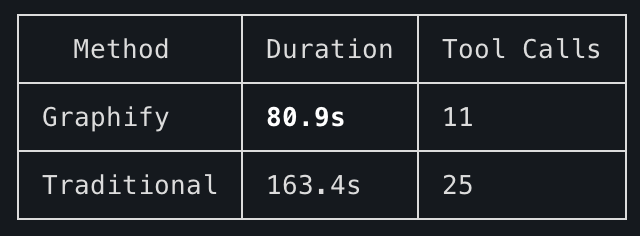 Method Duration Tool Calls
Graphify 80.9s 11
Traditional 163.4s 25